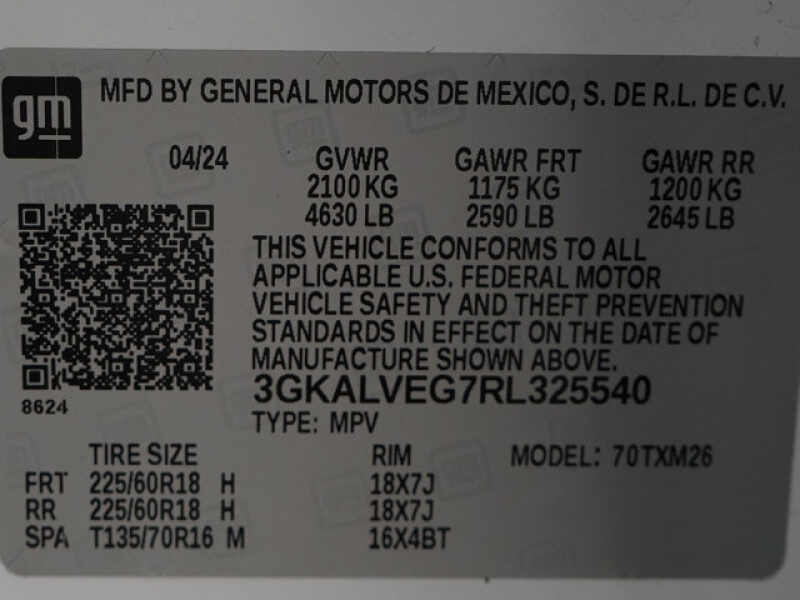 gm MFD BY GENERAL MOTORS DE MEXICO, S. DE R.L. DE C.V.
04/24 GVWR GAWR FRT GAWR RR
2100 KG 1175 KG 1200 KG
4630 LB 2590 LB 2645 LB
THIS VEHICLE CONFORMS TO ALL
APPLICABLE U.S. FEDERAL MOTOR
VEHICLE SAFETY AND THEFT PREVENTION
STANDARDS IN EFFECT ON THE DATE OF
MANUFACTURE SHOWN ABOVE.
3GKALVEG7RL325540
8624
TYPE: MPV
TIRE SIZE RIM MODEL: 70TXM26
FRT 225/60R18 H 18X7J
RR 225/60R18 H 18X7J
SPA T135/70R16 M 16X4BT